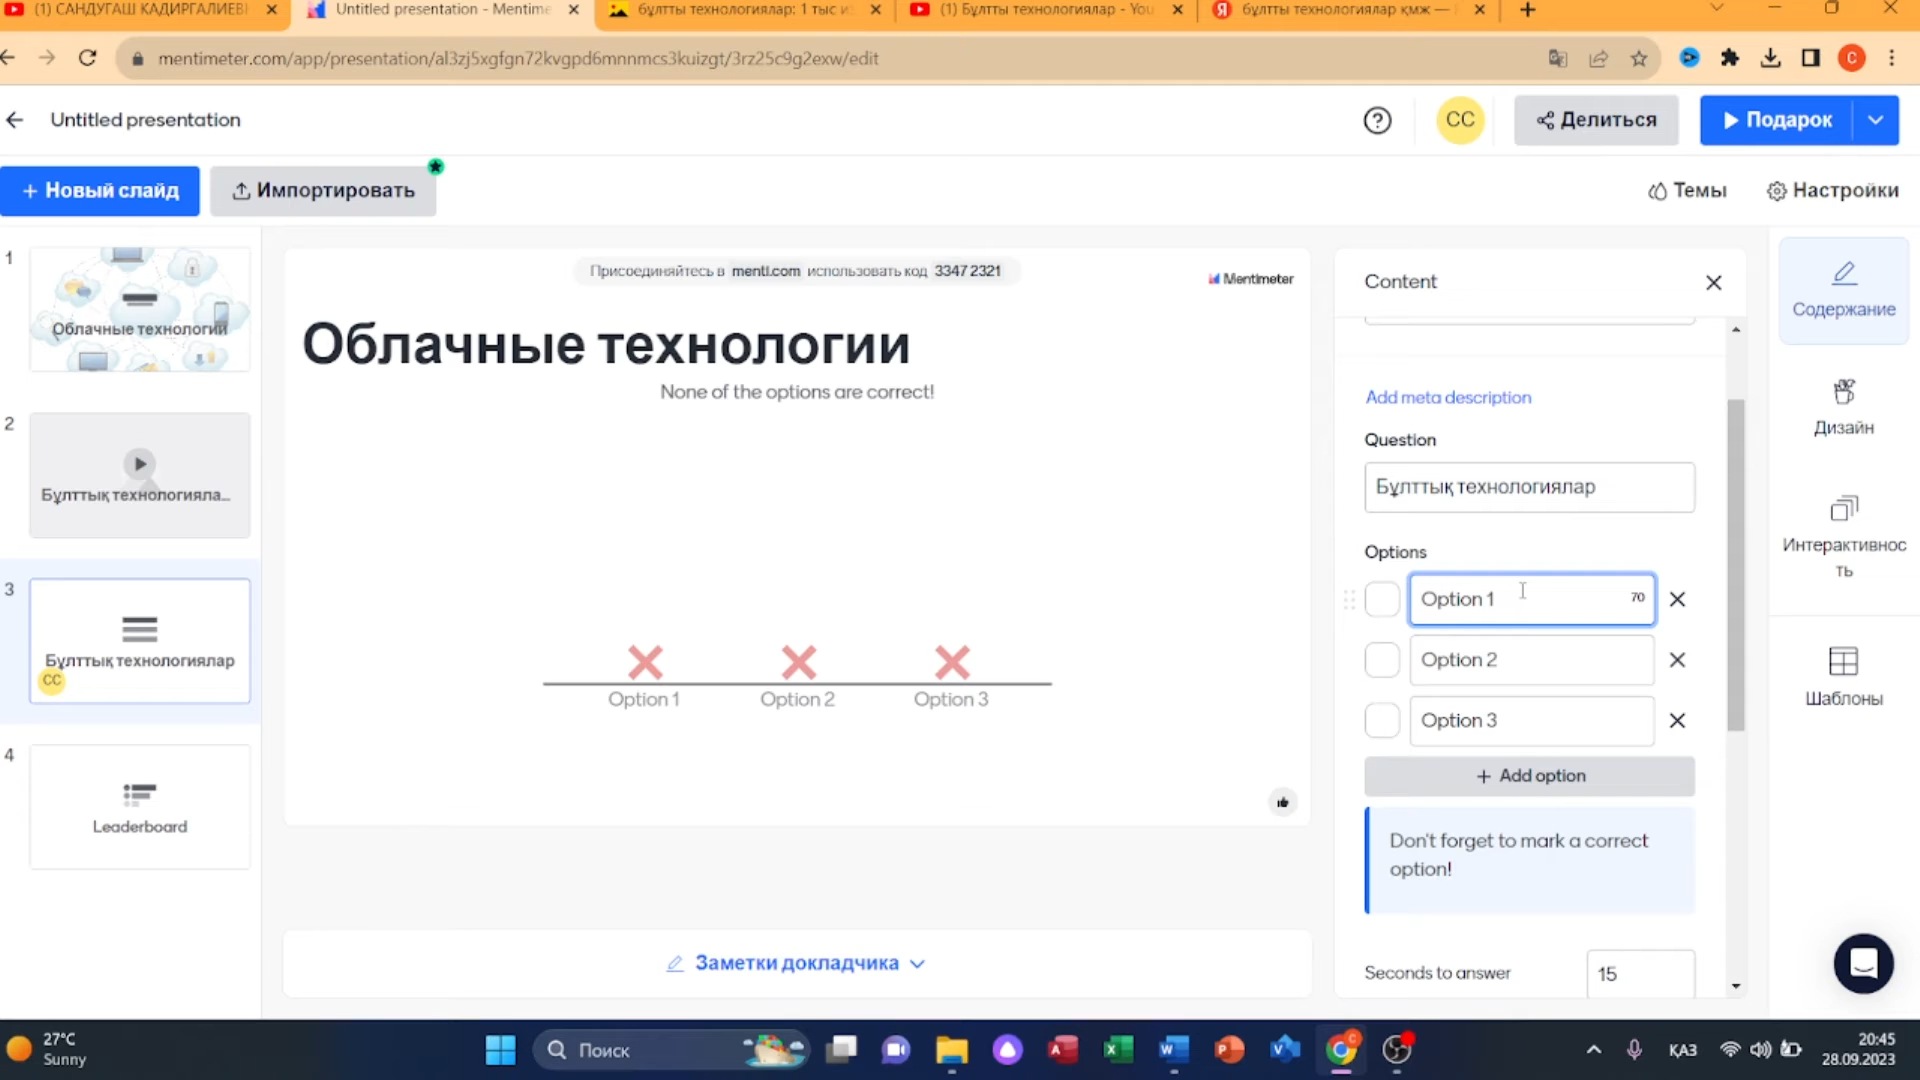 (1) САНДУГАШ КАДИРГАЛИЕВ
Untitled presentation - Mentime
бұлтты технологиялар: 1 тыс и
(1) Бұлтты технологиялар - You
бұлтты технологиялар қмж —
mentimeter.com/app/presentation/al3zj5xgfgn72kvgpd6mnnmcs3kuizgt/3rz25c9g2exw/edit
C
Untitled presentation
CC
Делиться
Подарок
+ Новый слайд
Импортировать
Темы
Настройки
1
Облачные технологии
2
Бұлттық технологияла...
3
Бұлттық технологиялар
CC
4
Leaderboard
Присоединяйтесь в menti.com использовать код 3347 2321
Mentimeter
Облачные технологии
None of the options are correct!
Option 1
Option 2
Option 3
Заметки докладчика
Content
Add meta description
Question
Бұлттық технологиялар
Options
Option 1
70
Option 2
Option 3
+ Add option
Don't forget to mark a correct
option!
Seconds to answer
15
Содержание
Дизайн
Интерактивнос
ть
Шаблоны
27°C
Sunny
Поиск
ҚАЗ
20:45
28.09.2023